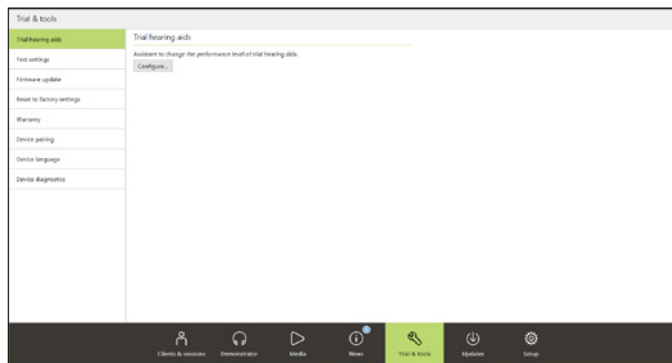 Trial & tools
Trial hearing aids
Test settings
Firmware update
Reset to factory settings
Warranty
Device pairing
Device language
Device diagnostics
Trial hearing aids
Assistant to change the performance level of trial hearing aids.
Configure...
Clients & sessions
Demonstrator
Media
News
Trial & tools
Updates
Setup